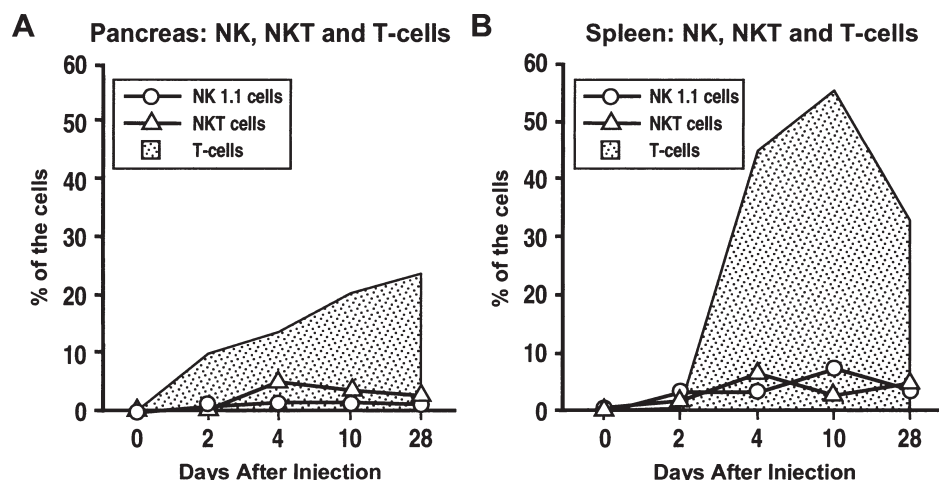 A
Pancreas: NK, NKT and T-cells
60
50
40
30
20
10
0
% of the cells
NK 1.1 cells
NKT cells
T-cells
0 2 4 10 28
Days After Injection
B
Spleen: NK, NKT and T-cells
60
50
40
30
20
10
0
% of the cells
NK 1.1 cells
NKT cells
T-cells
0 2 4 10 28
Days After Injection